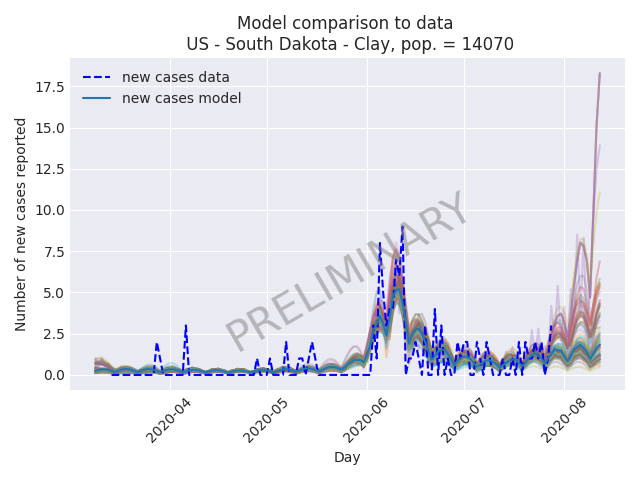 Model comparison to data
US - South Dakota - Clay, pop. = 14070
new cases data
new cases model
Number of new cases reported
17.5
15.0
12.5
10.0
7.5
5.0
2.5
0.0
PRELIMINARY
2020-04
2020-05
2020-06
2020-07
2020-08
Day